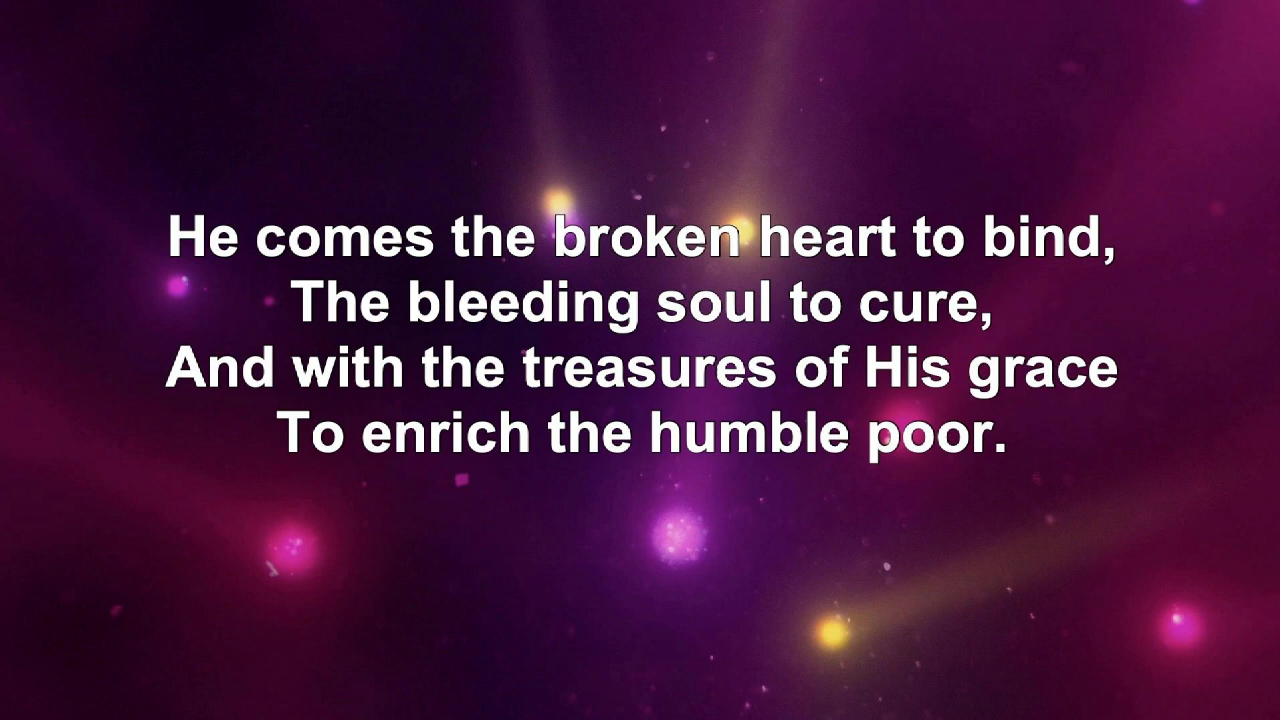 He comes the broken heart to bind,
The bleeding soul to cure,
And with the treasures of His grace
To enrich the humble poor.